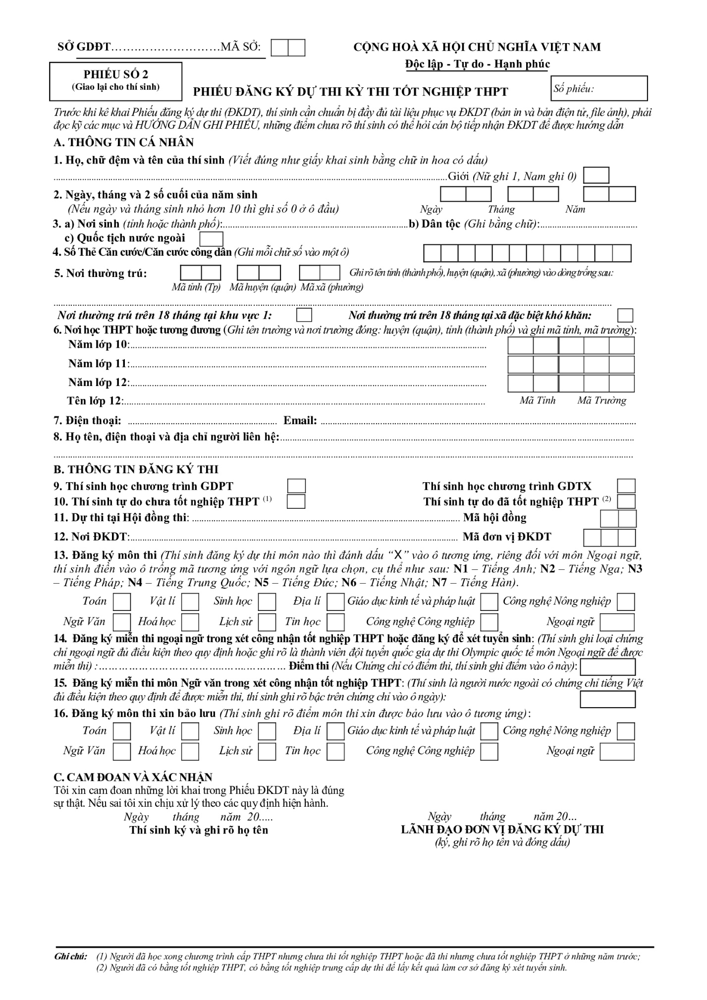 SỞ GDĐT……………………….MÃ SỞ:
CỘNG HOÀ XÃ HỘI CHỦ NGHĨA VIỆT NAM
Độc lập - Tự do - Hạnh phúc
PHIẾU SỐ 2
(Giao lại cho thí sinh)
PHIẾU ĐĂNG KÝ DỰ THI KỲ THI TỐT NGHIỆP THPT
Số phiếu:
Trước khi kê khai Phiếu đăng ký dự thi (ĐKDT), thí sinh cần chuẩn bị đầy đủ tài liệu phục vụ ĐKDT (bản in và bản điện tử, file ảnh), phải
đọc kỹ các mục và HƯỚNG DẪN GHI PHIẾU, những điểm chưa rõ thí sinh có thể hỏi cán bộ tiếp nhận ĐKDT để được hướng dẫn
A. THÔNG TIN CÁ NHÂN
1. Họ, chữ đệm và tên của thí sinh (Viết đúng như giấy khai sinh bằng chữ in hoa có dấu)
........................................Giới (Nữ ghi 1, Nam ghi 0)
2. Ngày, tháng và 2 số cuối của năm sinh
(Nếu ngày và tháng sinh nhỏ hơn 10 thì ghi số 0 ở ô đầu) Ngày Tháng Năm
3. a) Nơi sinh (tỉnh hoặc thành phố):........................................b) Dân tộc (Ghi bằng chữ):........................................
c) Quốc tịch nước ngoài
4. Số Thẻ Căn cước/Căn cước công dân (Ghi mỗi chữ số vào một ô)
5. Nơi thường trú: Ghi rõ tên tỉnh (thành phố), huyện (quận), xã (phường) vào dòng trống sau:
Mã tỉnh (Tp) Mã huyện (quận) Mã xã (phường)
........................................
Nơi thường trú trên 18 tháng tại khu vực 1: Nơi thường trú trên 18 tháng tại xã đặc biệt khó khăn:
6. Nơi học THPT hoặc tương đương (Ghi tên trường và nơi trường đóng: huyện (quận), tỉnh (thành phố) và ghi mã tỉnh, mã trường):
Năm lớp 10:........................................
Năm lớp 11:........................................
Năm lớp 12:........................................
Tên lớp 12:........................................ Mã Tỉnh Mã Trường
7. Điện thoại: ........................................ Email: ........................................
8. Họ tên, điện thoại và địa chỉ người liên hệ:........................................
........................................
B. THÔNG TIN ĐĂNG KÝ THI
9. Thí sinh học chương trình GDPT Thí sinh học chương trình GDTX
10. Thí sinh tự do chưa tốt nghiệp THPT (1) Thí sinh tự do đã tốt nghiệp THPT (2)
11. Dự thi tại Hội đồng thi: ........................................ Mã hội đồng
12. Nơi ĐKDT:........................................ Mã đơn vị ĐKDT
13. Đăng ký môn thi (Thí sinh đăng ký dự thi môn nào thì đánh dấu “X” vào ô tương ứng, riêng đối với môn Ngoại ngữ,
thí sinh điền vào ô trống mã tương ứng với ngôn ngữ lựa chọn, cụ thể như sau: N1 – Tiếng Anh; N2 – Tiếng Nga; N3
– Tiếng Pháp; N4 – Tiếng Trung Quốc; N5 – Tiếng Đức; N6 – Tiếng Nhật; N7 – Tiếng Hàn).
Toán Vật lí Sinh học Địa lí Giáo dục kinh tế và pháp luật Công nghệ Nông nghiệp
Ngữ Văn Hoá học Lịch sử Tin học Công nghệ Công nghiệp Ngoại ngữ
14. Đăng ký miễn thi ngoại ngữ trong xét công nhận tốt nghiệp THPT hoặc đăng ký để xét tuyển sinh: (Thí sinh ghi loại chứng
chỉ ngoại ngữ đủ điều kiện theo quy định hoặc ghi rõ là thành viên đội tuyển quốc gia dự thi Olympic quốc tế môn Ngoại ngữ để được
miễn thi) :…………………………………… Điểm thi (Nếu Chứng chỉ có điểm thi, thí sinh ghi điểm vào ô này):
15. Đăng ký miễn thi môn Ngữ văn trong xét công nhận tốt nghiệp THPT: (Thí sinh là người nước ngoài có chứng chỉ tiếng Việt
đủ điều kiện theo quy định để được miễn thi, thí sinh ghi rõ bậc trên chứng chỉ vào ô ngày):
16. Đăng ký môn thi xin bảo lưu (Thí sinh ghi rõ điểm môn thi xin được bảo lưu vào ô tương ứng):
Toán Vật lí Sinh học Địa lí Giáo dục kinh tế và pháp luật Công nghệ Nông nghiệp
Ngữ Văn Hoá học Lịch sử Tin học Công nghệ Công nghiệp Ngoại ngữ
C. CAM ĐOAN VÀ XÁC NHẬN
Tôi xin cam đoan những lời khai trong Phiếu ĐKDT này là đúng
sự thật. Nếu sai tôi xin chịu xử lý theo các quy định hiện hành.
Ngày tháng năm 20.....
Thí sinh ký và ghi rõ họ tên
Ngày tháng năm 20…
LÃNH ĐẠO ĐƠN VỊ ĐĂNG KÝ DỰ THI
(ký, ghi rõ họ tên và đóng dấu)
Ghi chú: (1) Người đã học xong chương trình cấp THPT nhưng chưa thi tốt nghiệp THPT hoặc đã thi nhưng chưa tốt nghiệp THPT ở những năm trước;
(2) Người đã có bằng tốt nghiệp THPT, có bằng tốt nghiệp trung cấp dự thi để lấy kết quả làm cơ sở đăng ký xét tuyển sinh.